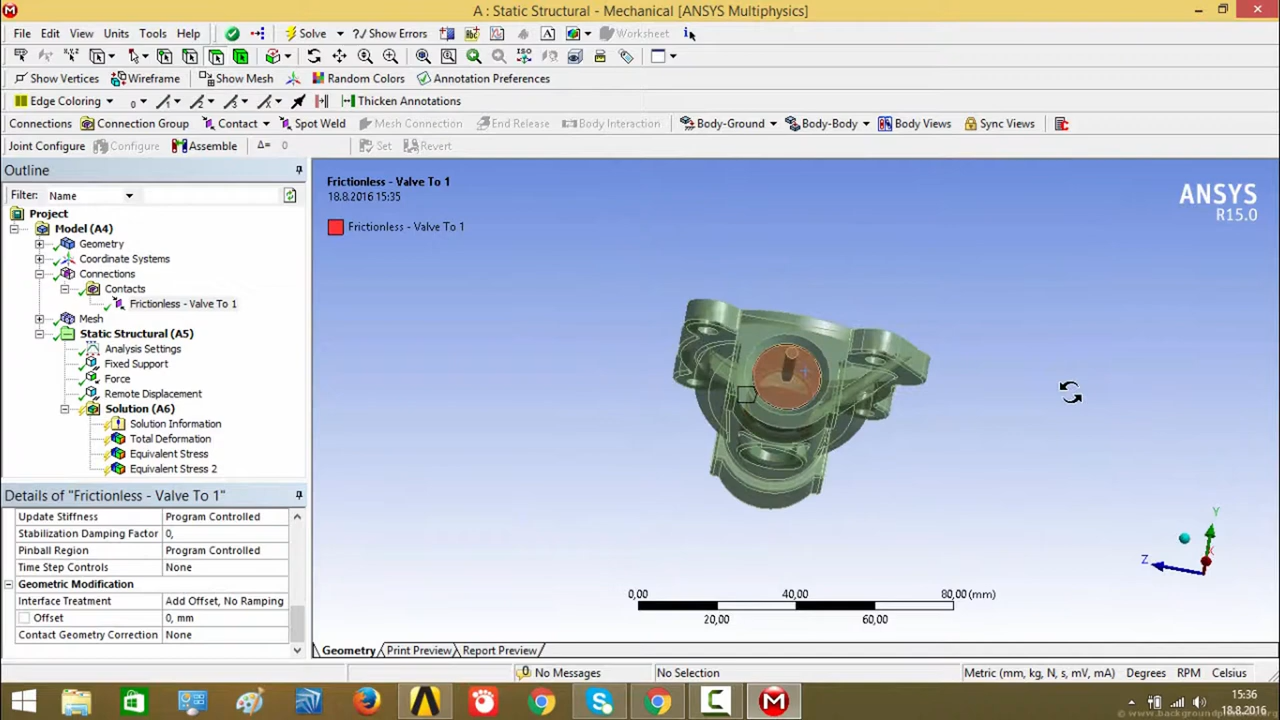 A : Static Structural - Mechanical [ANSYS Multiphysics]
File Edit View Units Tools Help Solve ?/ Show Errors Worksheet
Show Vertices Wireframe Show Mesh Random Colors Annotation Preferences
Edge Coloring Thicken Annotations
Connections Connection Group Contact Spot Weld Mesh Connection End Release Body Interaction Body-Ground Body-Body Body Views Sync Views
Joint Configure Configure Assemble Δ= 0 Set Revert
Outline
Filter: Name
Project
Model (A4)
Geometry
Coordinate Systems
Connections
Contacts
Frictionless - Valve To 1
Mesh
Static Structural (A5)
Analysis Settings
Fixed Support
Force
Remote Displacement
Solution (A6)
Solution Information
Total Deformation
Equivalent Stress
Equivalent Stress 2
Details of "Frictionless - Valve To 1"
Update Stiffness Program Controlled
Stabilization Damping Factor 0,
Pinball Region Program Controlled
Time Step Controls None
Geometric Modification
Interface Treatment Add Offset, No Ramping
Offset 0, mm
Contact Geometry Correction None
Frictionless - Valve To 1
18.8.2016 15:35
Frictionless - Valve To 1
ANSYS
R15.0
Y
Z
X
0,00 40,00 80,00 (mm)
20,00 60,00
Geometry Print Preview Report Preview
No Messages No Selection Metric (mm, kg, N, s, mV, mA) Degrees RPM Celsius
15:36
18.8.2016